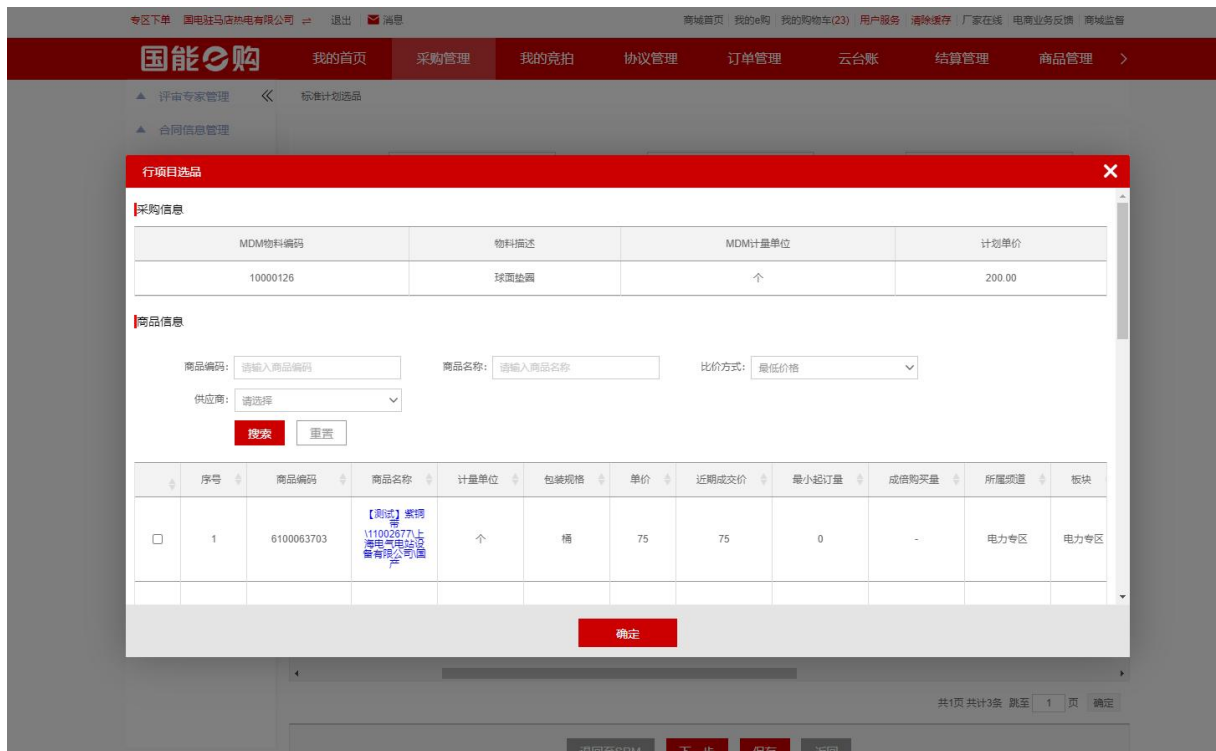 专区下单 国电驻马店热电有限公司 退出 消息 商城首页 我的e购 我的购物车(23) 用户服务 清除缓存 厂家在线 电商业务反馈 商城监督
国能e购 我的首页 采购管理 我的竞拍 协议管理 订单管理 云台账 结算管理 商品管理
评审专家管理 标准计划选品
合同信息管理
行项目选品
采购信息
MDM物料编码 物料描述 MDM计量单位 计划单价
10000126 球面垫圈 个 200.00
商品信息
商品编码: 请输入商品编码 商品名称: 请输入商品名称 比价方式: 最低价格
供应商: 请选择
搜索 重置
序号 商品编码 商品名称 计量单位 包装规格 单价 近期成交价 最小起订量 成倍购买量 所属频道 板块
1 6100063703 【测试】紫铜 个 桶 75 75 0 - 电力专区 电力专区
带
\11002677\上
海电气电站设
备有限公司\国
产
确定
共1页 共计3条 跳至 1 页 确定
退回至SRM 下一步 保存 返回